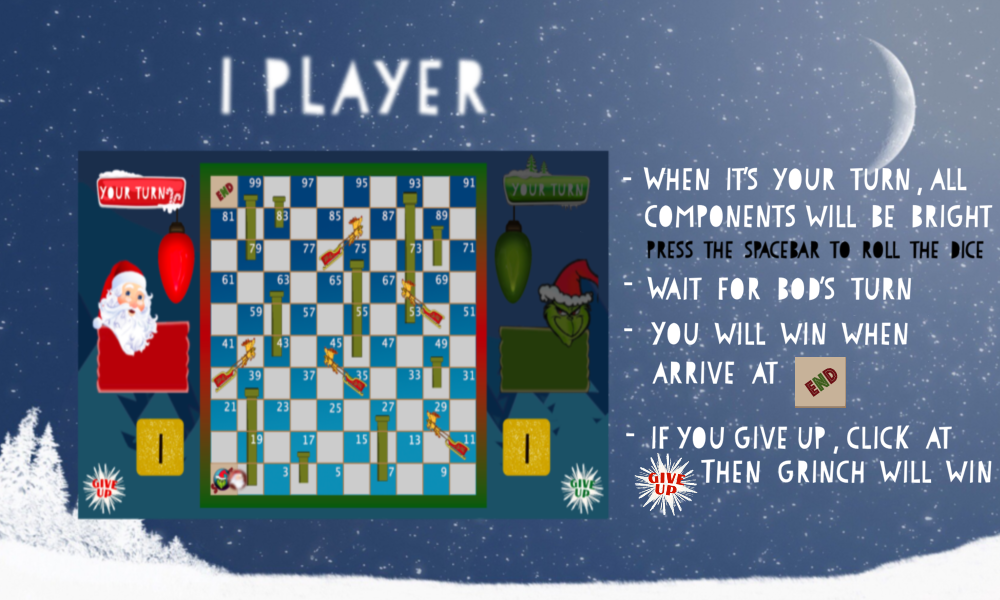 1 PLAYER
YOUR TURN
YOUR TURN
END 99 97 95 93 91
81 83 85 87 89
79 77 75 73 71
61 63 65 67 69
59 57 55 53 51
41 43 45 47 49
39 37 35 33 31
21 23 25 27 29
19 17 15 13 11
3 5 7 9
1
1
GIVE UP
GIVE UP
- WHEN IT'S YOUR TURN, ALL
COMPONENTS WILL BE BRIGHT
PRESS THE SPACEBAR TO ROLL THE DICE
- WAIT FOR BOB'S TURN
- YOU WILL WIN WHEN
ARRIVE AT END
- IF YOU GIVE UP, CLICK AT
GIVE UP THEN GRINCH WILL WIN